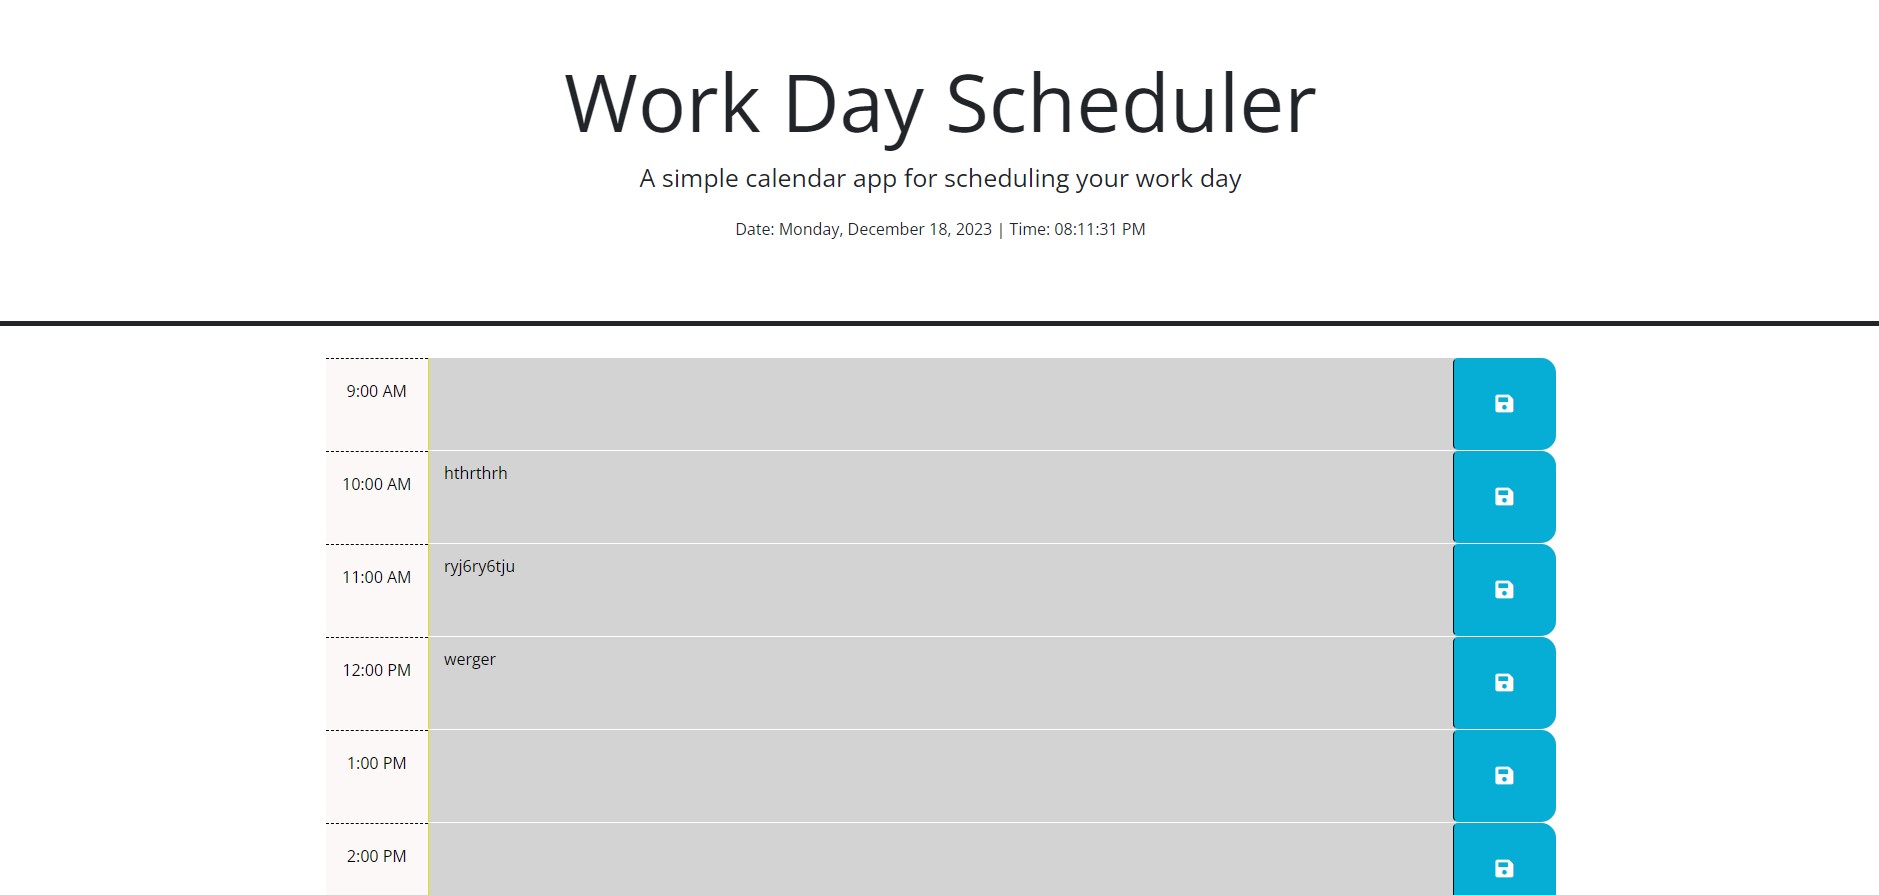 Work Day Scheduler
A simple calendar app for scheduling your work day
Date: Monday, December 18, 2023 | Time: 08:11:31 PM
9:00 AM
10:00 AM
hthrthrh
11:00 AM
ryj6ry6tju
12:00 PM
werger
1:00 PM
2:00 PM